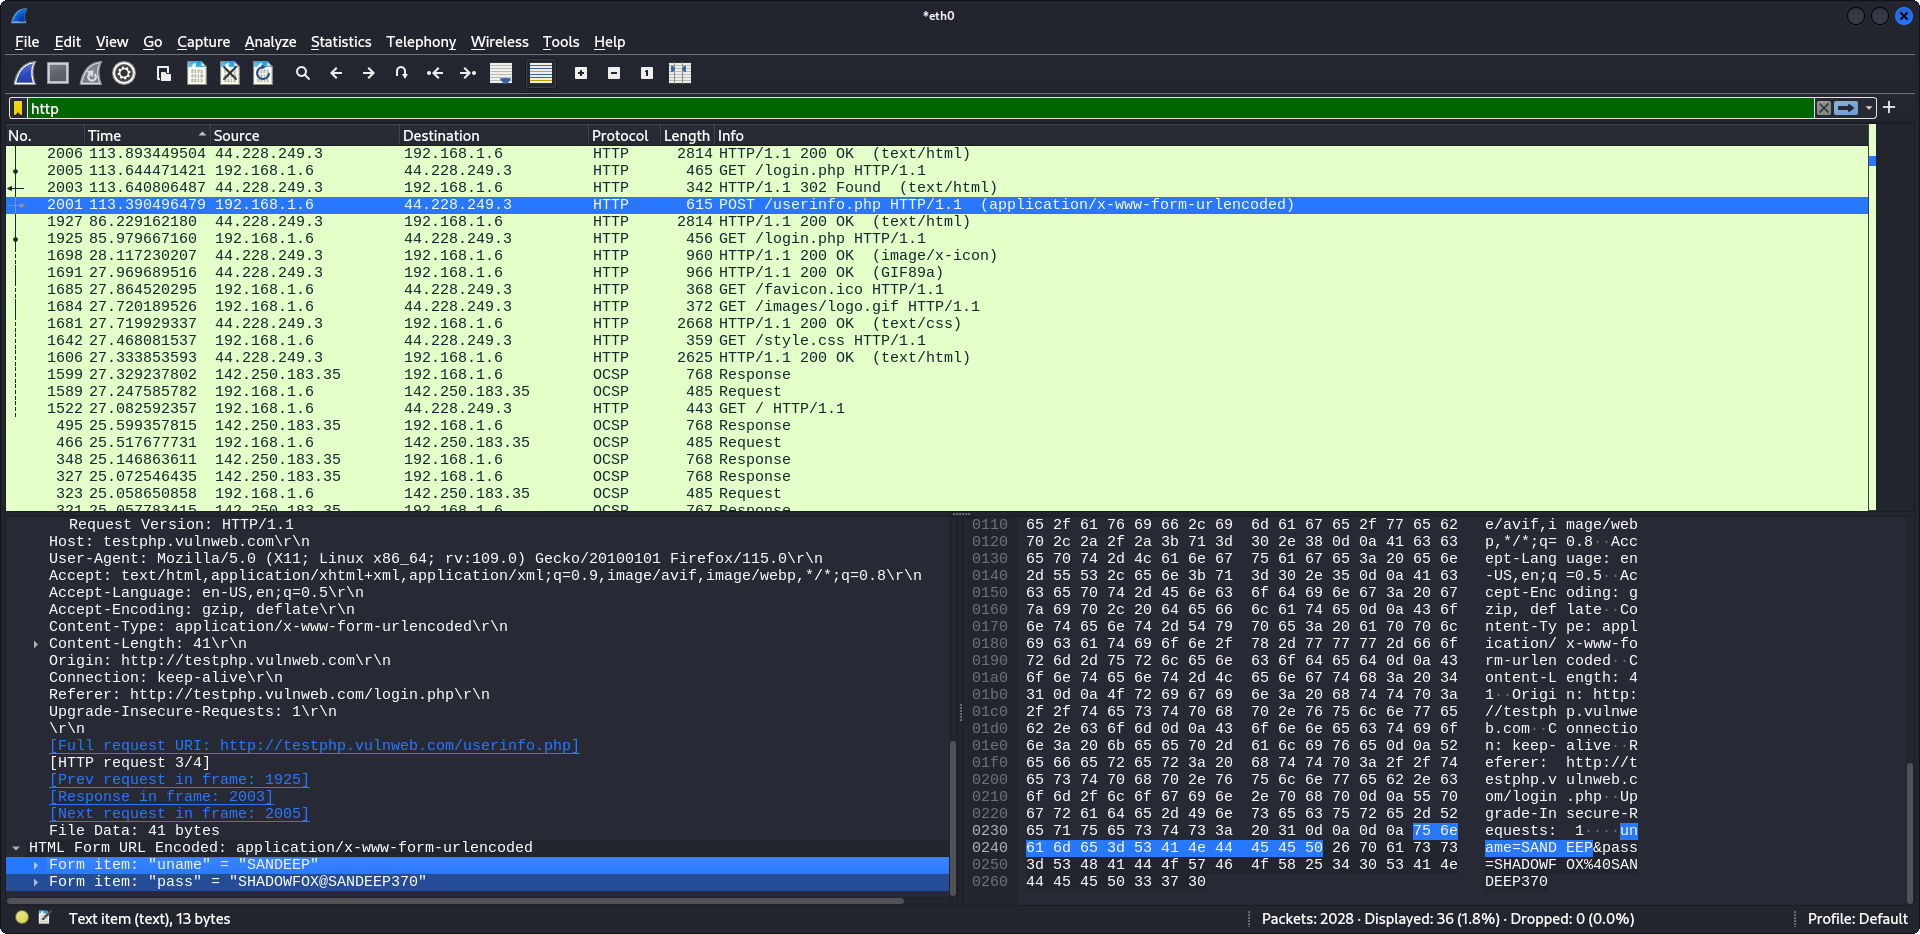 *eth0
File Edit View Go Capture Analyze Statistics Telephony Wireless Tools Help
http
No. Time Source Destination Protocol Length Info
2006 113.893449504 44.228.249.3 192.168.1.6 HTTP 2814 HTTP/1.1 200 OK (text/html)
2005 113.644471421 192.168.1.6 44.228.249.3 HTTP 465 GET /login.php HTTP/1.1
2003 113.640806487 44.228.249.3 192.168.1.6 HTTP 342 HTTP/1.1 302 Found (text/html)
2001 113.390496479 192.168.1.6 44.228.249.3 HTTP 615 POST /userinfo.php HTTP/1.1 (application/x-www-form-urlencoded)
1927 86.229162180 44.228.249.3 192.168.1.6 HTTP 2814 HTTP/1.1 200 OK (text/html)
1925 85.979667160 192.168.1.6 44.228.249.3 HTTP 456 GET /login.php HTTP/1.1
1698 28.117230207 44.228.249.3 192.168.1.6 HTTP 960 HTTP/1.1 200 OK (image/x-icon)
1691 27.969689516 44.228.249.3 192.168.1.6 HTTP 966 HTTP/1.1 200 OK (GIF89a)
1685 27.864520295 192.168.1.6 44.228.249.3 HTTP 368 GET /favicon.ico HTTP/1.1
1684 27.720189526 192.168.1.6 44.228.249.3 HTTP 372 GET /images/logo.gif HTTP/1.1
1681 27.719929337 44.228.249.3 192.168.1.6 HTTP 2668 HTTP/1.1 200 OK (text/css)
1642 27.468081537 192.168.1.6 44.228.249.3 HTTP 359 GET /style.css HTTP/1.1
1606 27.333853593 44.228.249.3 192.168.1.6 HTTP 2625 HTTP/1.1 200 OK (text/html)
1599 27.329237802 142.250.183.35 192.168.1.6 OCSP 768 Response
1589 27.247585782 192.168.1.6 142.250.183.35 OCSP 485 Request
1522 27.082592357 192.168.1.6 44.228.249.3 HTTP 443 GET / HTTP/1.1
495 25.599357815 142.250.183.35 192.168.1.6 OCSP 768 Response
466 25.517677731 192.168.1.6 142.250.183.35 OCSP 485 Request
348 25.146863611 142.250.183.35 192.168.1.6 OCSP 768 Response
327 25.072546435 142.250.183.35 192.168.1.6 OCSP 768 Response
323 25.058650858 192.168.1.6 142.250.183.35 OCSP 485 Request
321 25.057783415 142.250.183.35 192.168.1.6 OCSP 767 Response
Request Version: HTTP/1.1
Host: testphp.vulnweb.com\r\n
User-Agent: Mozilla/5.0 (X11; Linux x86_64; rv:109.0) Gecko/20100101 Firefox/115.0\r\n
Accept: text/html,application/xhtml+xml,application/xml;q=0.9,image/avif,image/webp,*/*;q=0.8\r\n
Accept-Language: en-US,en;q=0.5\r\n
Accept-Encoding: gzip, deflate\r\n
Content-Type: application/x-www-form-urlencoded\r\n
Content-Length: 41\r\n
Origin: http://testphp.vulnweb.com\r\n
Connection: keep-alive\r\n
Referer: http://testphp.vulnweb.com/login.php\r\n
Upgrade-Insecure-Requests: 1\r\n
\r\n
[Full request URI: http://testphp.vulnweb.com/userinfo.php]
[HTTP request 3/4]
[Prev request in frame: 1925]
[Response in frame: 2003]
[Next request in frame: 2005]
File Data: 41 bytes
HTML Form URL Encoded: application/x-www-form-urlencoded
Form item: "uname" = "SANDEEP"
Form item: "pass" = "SHADOWFOX@SANDEEP370"
0110 65 2f 61 76 69 66 2c 69 6d 61 67 65 2f 77 65 62 e/avif,i mage/web
0120 70 2c 2a 2f 2a 3b 71 3d 30 2e 38 0d 0a 41 63 63 p,*/*;q= 0.8··Acc
0130 65 70 74 2d 4c 61 6e 67 75 61 67 65 3a 20 65 6e ept-Lang uage: en
0140 2d 55 53 2c 65 6e 3b 71 3d 30 2e 35 0d 0a 41 63 -US,en;q =0.5··Ac
0150 63 65 70 74 2d 45 6e 63 6f 64 69 6e 67 3a 20 67 cept-Enc oding: g
0160 7a 69 70 2c 20 64 65 66 6c 61 74 65 0d 0a 43 6f zip, def late··Co
0170 6e 74 65 6e 74 2d 54 79 70 65 3a 20 61 70 70 6c ntent-Ty pe: appl
0180 69 63 61 74 69 6f 6e 2f 78 2d 77 77 77 2d 66 6f ication/ x-www-fo
0190 72 6d 2d 75 72 6c 65 6e 63 6f 64 65 64 0d 0a 43 rm-urlen coded··C
01a0 6f 6e 74 65 6e 74 2d 4c 65 6e 67 74 68 3a 20 34 ontent-L ength: 4
01b0 31 0d 0a 4f 72 69 67 69 6e 3a 20 68 74 74 70 3a 1··Origi n: http:
01c0 2f 2f 74 65 73 74 70 68 70 2e 76 75 6c 6e 77 65 //testph p.vulnwe
01d0 62 2e 63 6f 6d 0d 0a 43 6f 6e 6e 65 63 74 69 6f b.com··C onnectio
01e0 6e 3a 20 6b 65 65 70 2d 61 6c 69 76 65 0d 0a 52 n: keep- alive··R
01f0 65 66 65 72 65 72 3a 20 68 74 74 70 3a 2f 2f 74 eferer: http://t
0200 65 73 74 70 68 70 2e 76 75 6c 6e 77 65 62 2e 63 estphp.v ulnweb.c
0210 6f 6d 2f 6c 6f 67 69 6e 2e 70 68 70 0d 0a 55 70 om/login .php··Up
0220 67 72 61 64 65 2d 49 6e 73 65 63 75 72 65 2d 52 grade-In secure-R
0230 65 71 75 65 73 74 73 3a 20 31 0d 0a 0d 0a 75 6e equests: 1····un
0240 61 6d 65 3d 53 41 4e 44 45 45 50 26 70 61 73 73 ame=SAND EEP&pass
0250 3d 53 48 41 44 4f 57 46 4f 58 25 34 30 53 41 4e =SHADOWF OX%40SAN
0260 44 45 45 50 33 37 30 DEEP370
Text item (text), 13 bytes
Packets: 2028 · Displayed: 36 (1.8%) · Dropped: 0 (0.0%)
Profile: Default